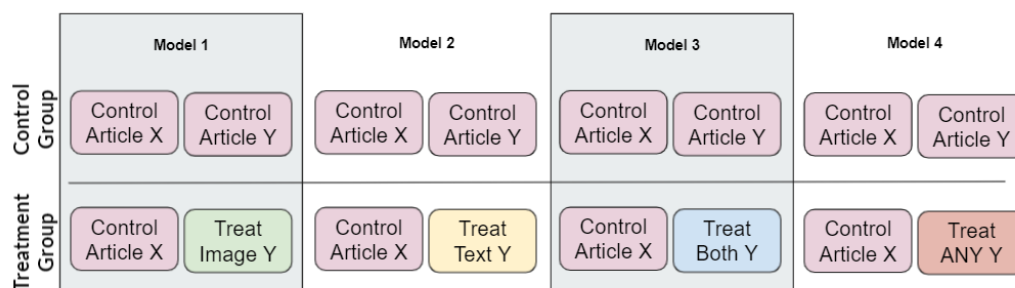 Model 1
Model 2
Model 3
Model 4
Control
Group
Control
Article X
Control
Article Y
Control
Article X
Control
Article Y
Control
Article X
Control
Article Y
Control
Article X
Control
Article Y
Treatment
Group
Control
Article X
Treat
Image Y
Control
Article X
Treat
Text Y
Control
Article X
Treat
Both Y
Control
Article X
Treat
ANY Y